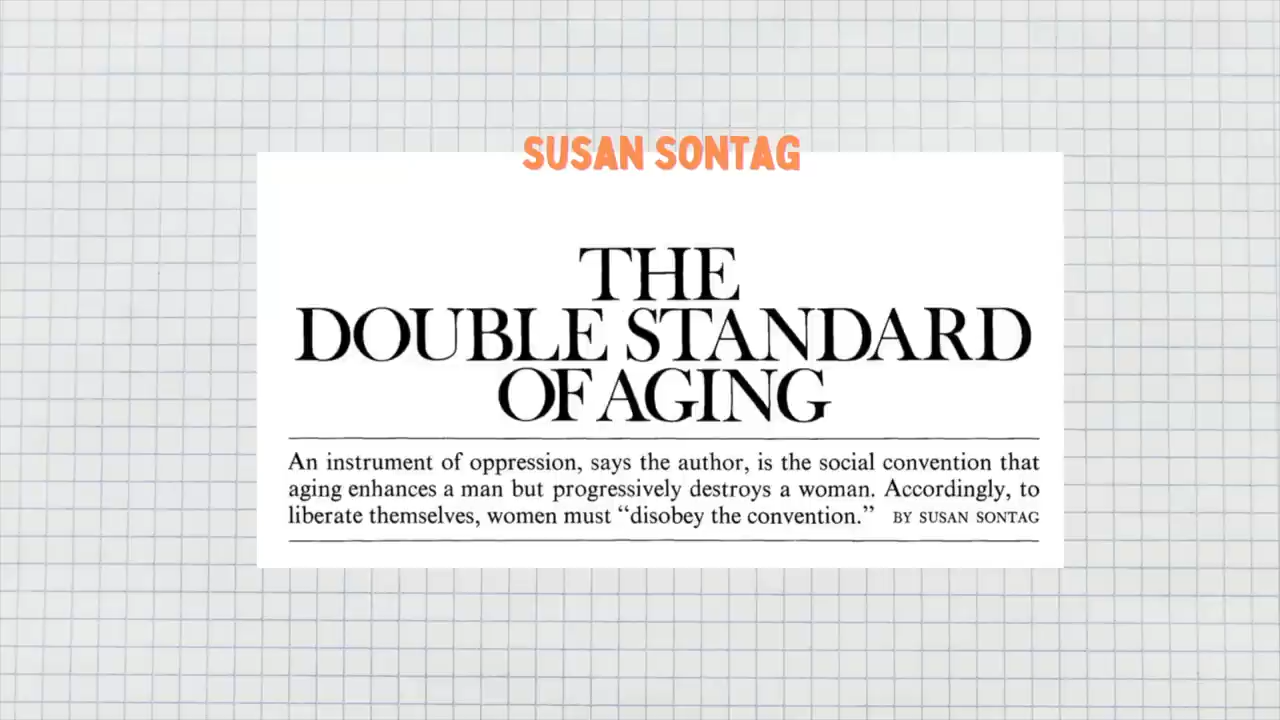 SUSAN SONTAG
THE
DOUBLE STANDARD
OF AGING
An instrument of oppression, says the author, is the social convention that
aging enhances a man but progressively destroys a woman. Accordingly, to
liberate themselves, women must “disobey the convention.” BY SUSAN SONTAG